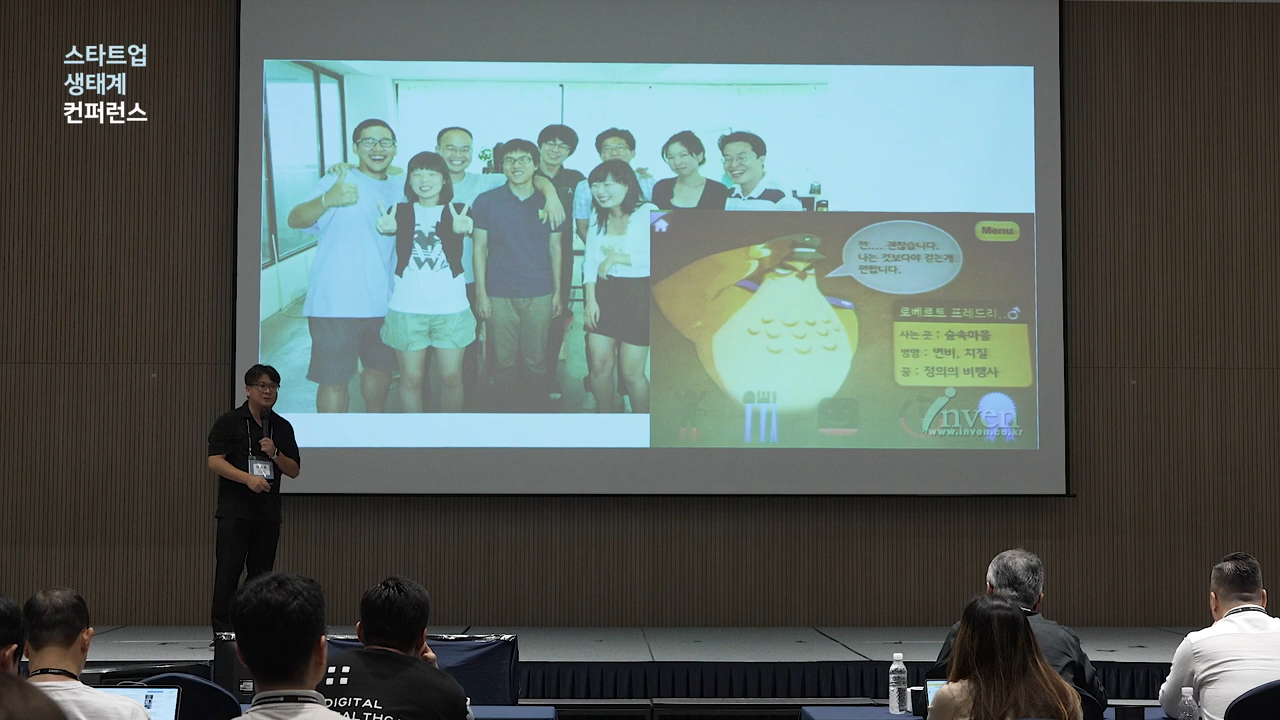 스타트업
생태계
컨퍼런스
Menu
전.... 괜찮습니다.
나는 것보다야 걷는게
편합니다.
로베르트 프레드리..♂
사는 곳 : 숲속마을
병명 : 변비, 치질
꿈 : 정의의 비행사
inven
www.inven.co.kr
DIGITAL